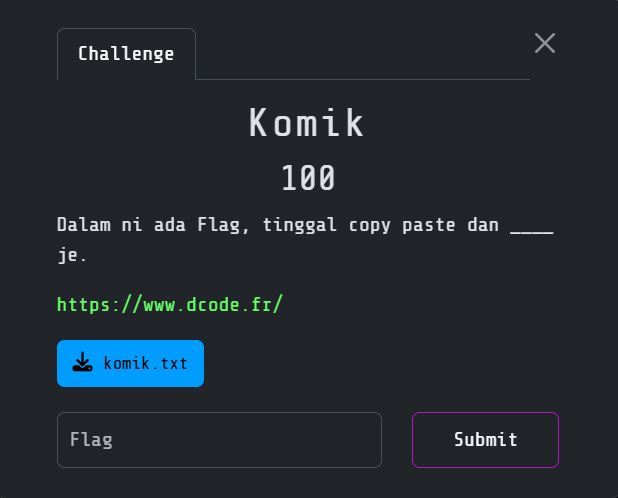 Challenge
Komik
100
Dalam ni ada Flag, tinggal copy paste dan ____
je.
https://www.dcode.fr/
komik.txt
Flag
Submit